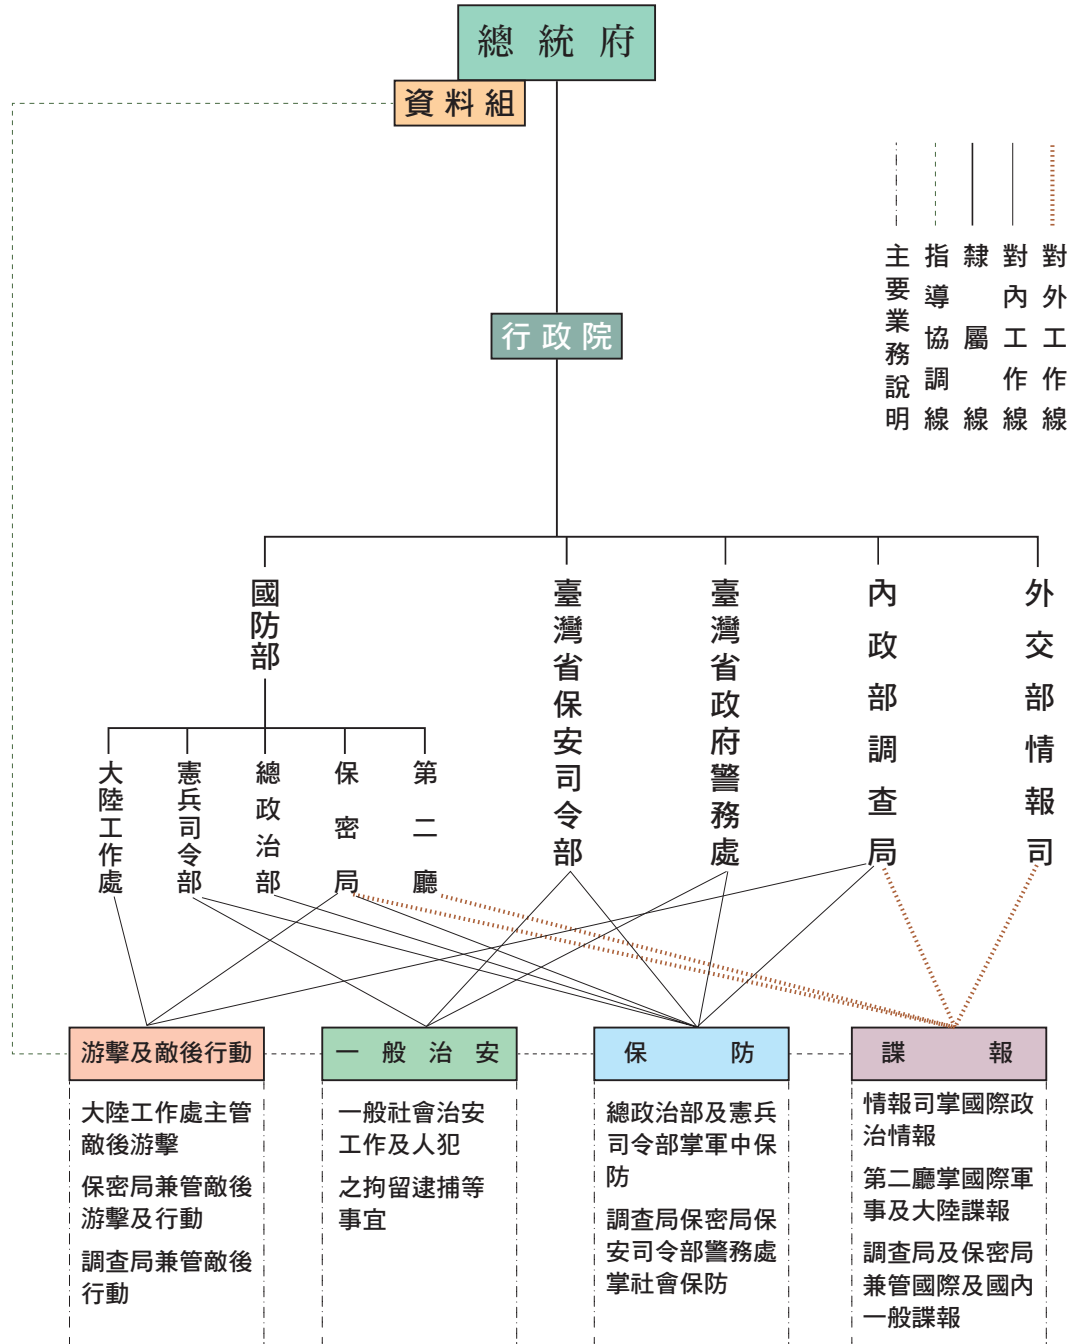 總統府
資料組
行政院
主要業務說明
指導協調線
隸屬線
對內工作線
對外工作線
國防部
臺灣省保安司令部
臺灣省政府警務處
內政部調查局
外交部情報司
大陸工作處
憲兵司令部
總政治部
保密局
第二廳
游擊及敵後行動
一般治安
保防
諜報
大陸工作處主管
敵後游擊
保密局兼管敵後
游擊及行動
調查局兼管敵後
行動
一般社會治安
工作及人犯
之拘留逮捕等
事宜
總政治部及憲兵
司令部掌軍中保
防
調查局保密局保
安司令部警務處
掌社會保防
情報司掌國際政
治情報
第二廳掌國際軍
事及大陸諜報
調查局及保密局
兼管國際及國內
一般諜報